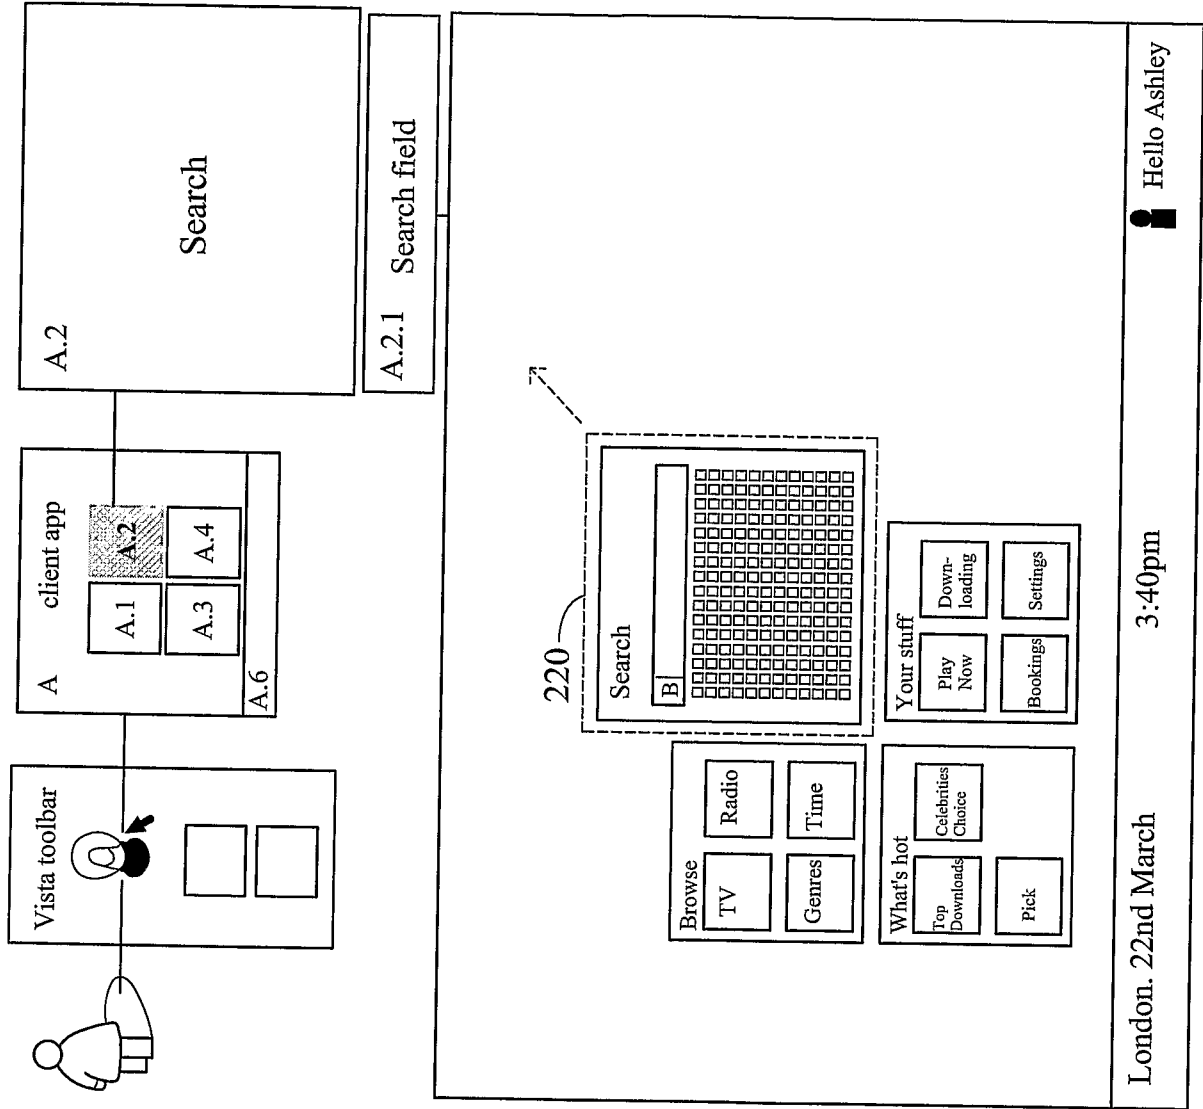 Vista toolbar
A client app
A.1 A.2
A.3 A.4
A.6
A.2
Search
A.2.1 Search field
220
Browse
TV Radio
Genres Time
Search
B
What's hot
Top Downloads
Celebrities Choice
Pick
Your stuff
Play Now
Down-
loading
Bookings Settings
London. 22nd March 3:40pm Hello Ashley